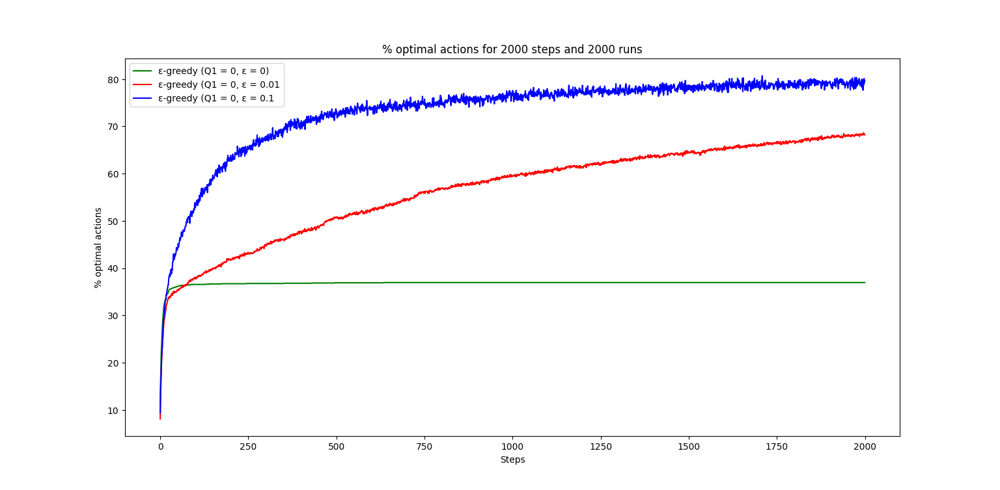 % optimal actions for 2000 steps and 2000 runs
ε-greedy (Q1 = 0, ε = 0)
ε-greedy (Q1 = 0, ε = 0.01
ε-greedy (Q1 = 0, ε = 0.1
% optimal actions
80
70
60
50
40
30
20
10
0 250 500 750 1000 1250 1500 1750 2000
Steps